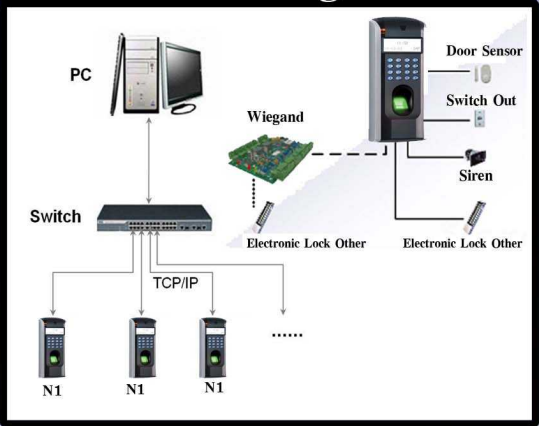 PC
Door Sensor
Switch Out
Wiegand
Siren
Switch
Electronic Lock Other
Electronic Lock Other
TCP/IP
......
N1
N1
N1